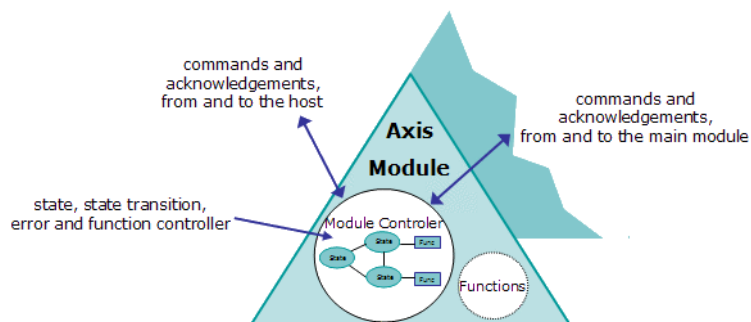 commands and
acknowledgements,
from and to the host
commands and
acknowledgements,
from and to the main module
Axis
Module
state, state transition,
error and function controller
Module Controler
State
Func
State
State
Func
Functions